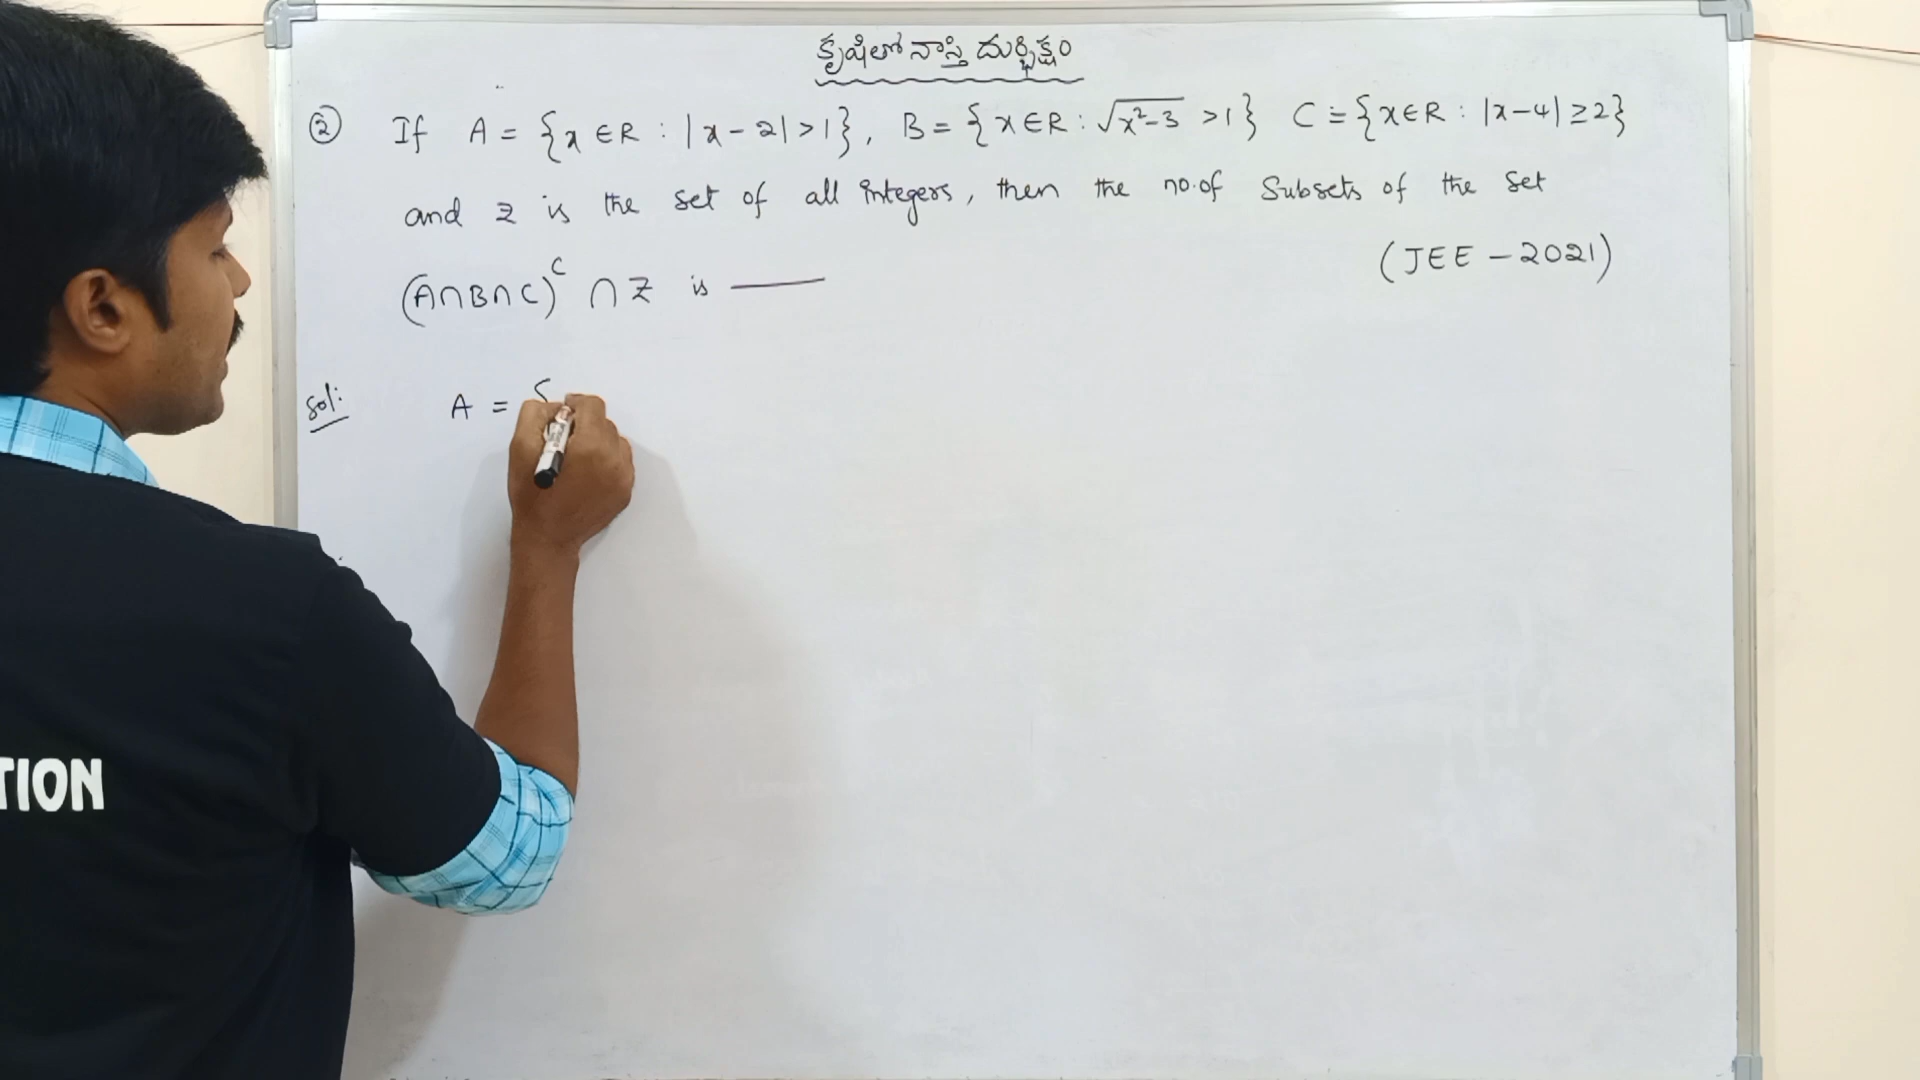 కృషితో నాస్తి దుర్భిక్షం
② If A = {x ∈ R : |x - 2| > 1}, B = {x ∈ R : √x²-3 > 1} C = {x ∈ R : |x-4| ≥ 2}
and z is the set of all integers, then the no.of Subsets of the set
(A∩B∩C)ᶜ ∩ Z is ____ (JEE - 2021)
Sol: A = {
TION